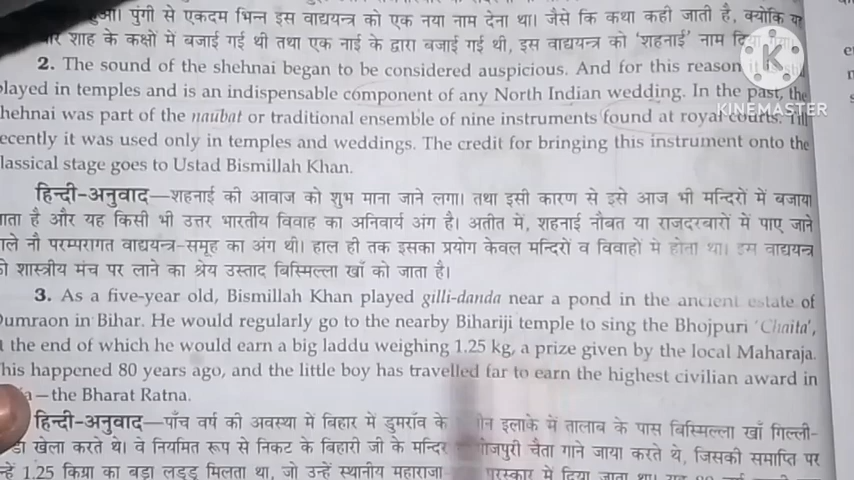 हुआ। पुंगी से एकदम भिन्न इस वाद्ययन्त्र को एक नया नाम देना था। जैसे कि कथा कही जाती है, क्योंकि
शाह के कक्षों में बजाई गई थी तथा एक नाई के द्वारा बजाई गई थी, इस वाद्ययन्त्र को 'शहनाई' नाम
2. The sound of the shehnai began to be considered auspicious. And for this reason it
played in temples and is an indispensable component of any North Indian wedding. In the past, the
hehnai was part of the naubat or traditional ensemble of nine instruments found at royal courts. Till
ecently it was used only in temples and weddings. The credit for bringing this instrument onto the
lassical stage goes to Ustad Bismillah Khan.
हिन्दी-अनुवाद—शहनाई की आवाज को शुभ माना जाने लगा। तथा इसी कारण से इसे आज भी मन्दिरों में बजाया
जाता है और यह किसी भी उत्तर भारतीय विवाह का अनिवार्य अंग है। अतीत में, शहनाई नौबत या राजदरबारों में पाए जाने
ाले नौ परम्परागत वाद्ययन्त्र-समूह का अंग थी। हाल ही तक इसका प्रयोग केवल मन्दिरों व विवाहों में होता था। इस वाद्ययन्त्र
को शास्त्रीय मंच पर लाने का श्रेय उस्ताद बिस्मिल्ला खाँ को जाता है।
3. As a five-year old, Bismillah Khan played gilli-danda near a pond in the ancient estate of
Dumraon in Bihar. He would regularly go to the nearby Bihariji temple to sing the Bhojpuri 'Chaita',
t the end of which he would earn a big laddu weighing 1.25 kg, a prize given by the local Maharaja.
his happened 80 years ago, and the little boy has travelled far to earn the highest civilian award in
—the Bharat Ratna.
हिन्दी-अनुवाद—पाँच वर्ष की अवस्था में बिहार में डुमराँव के इलाके में तालाब के पास बिस्मिल्ला खाँ गिल्ली-
डा खेला करते थे। वे नियमित रूप से निकट के बिहारी जी के मन्दिर भोजपुरी चैता गाने जाया करते थे, जिसकी समाप्ति पर
न्हें 1.25 किग्रा का बड़ा लड्डू मिलता था, जो उन्हें स्थानीय महाराजा पुरस्कार में दिया जाता था।
KINEMASTER